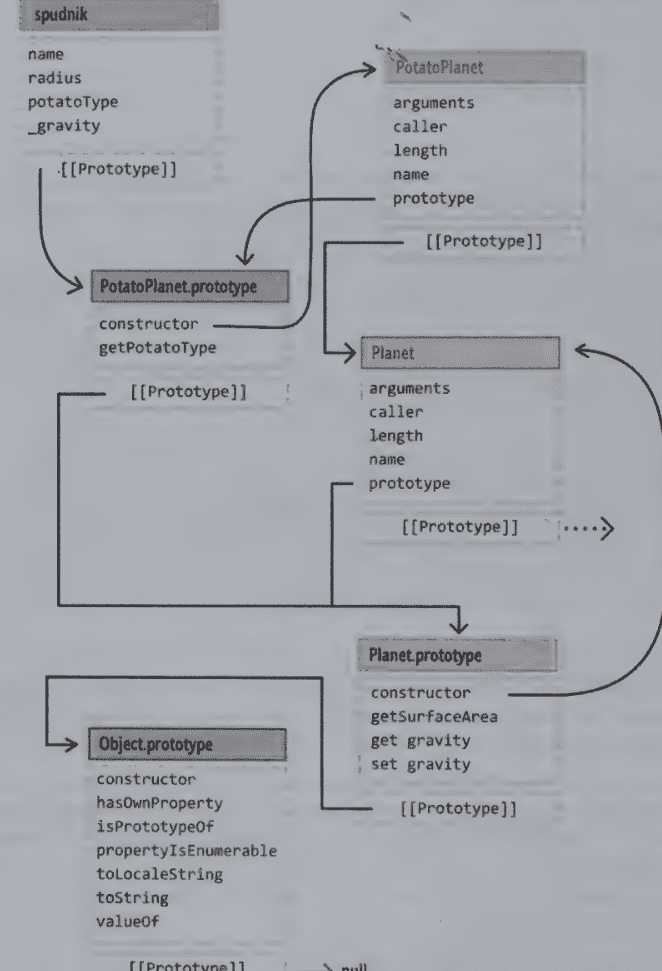 spudnik
name
radius
potatoType
_gravity
[[Prototype]]
PotatoPlanet
arguments
caller
length
name
prototype
[[Prototype]]
PotatoPlanet.prototype
constructor
getPotatoType
[[Prototype]]
Planet
arguments
caller
length
name
prototype
[[Prototype]]
Planet.prototype
constructor
getSurfaceArea
get gravity
set gravity
[[Prototype]]
Object.prototype
constructor
hasOwnProperty
isPrototypeOf
propertyIsEnumerable
toLocaleString
toString
valueOf
[[Prototype]]
null